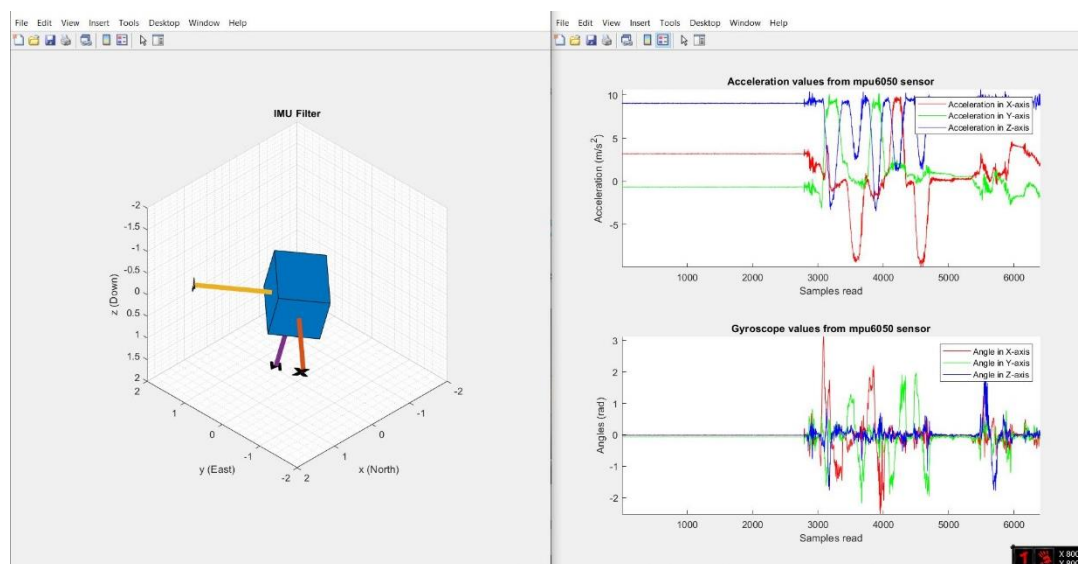 File Edit View Insert Tools Desktop Window Help
IMU Filter
-2
-1.5
-1
-0.5
0
0.5
1
1.5
2
z (Down)
2
1
0
-1
-2
y (East)
2
1
0
-1
-2
x (North)
X
File Edit View Insert Tools Desktop Window Help
Acceleration values from mpu6050 sensor
10
5
0
-5
Acceleration (m/s²)
Acceleration in X-axis
Acceleration in Y-axis
Acceleration in Z-axis
1000 2000 3000 4000 5000 6000
Samples read
Gyroscope values from mpu6050 sensor
3
2
1
0
-1
-2
Angles (rad)
Angle in X-axis
Angle in Y-axis
Angle in Z-axis
1000 2000 3000 4000 5000 6000
Samples read
X 800